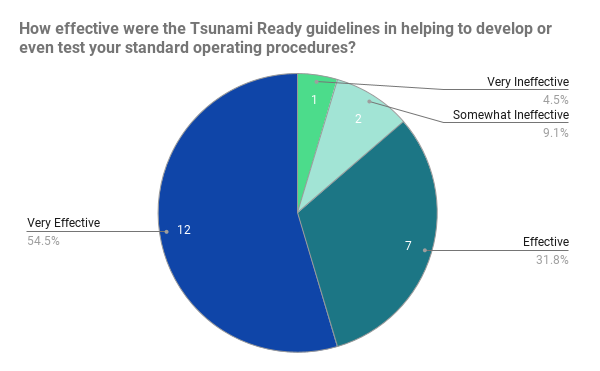 How effective were the Tsunami Ready guidelines in helping to develop or
even test your standard operating procedures?
Very Ineffective
4.5%
1
Somewhat Ineffective
9.1%
2
Very Effective
54.5%
12
7
Effective
31.8%